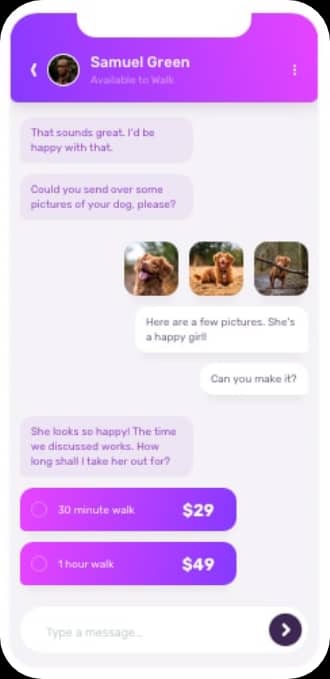 Samuel Green
Available to Walk
That sounds great. I'd be
happy with that.
Could you send over some
pictures of your dog, please?
Here are a few pictures. She's
a happy girl!
Can you make it?
She looks so happy! The time
we discussed works. How
long shall I take her out for?
30 minute walk $29
1 hour walk $49
Type a message...